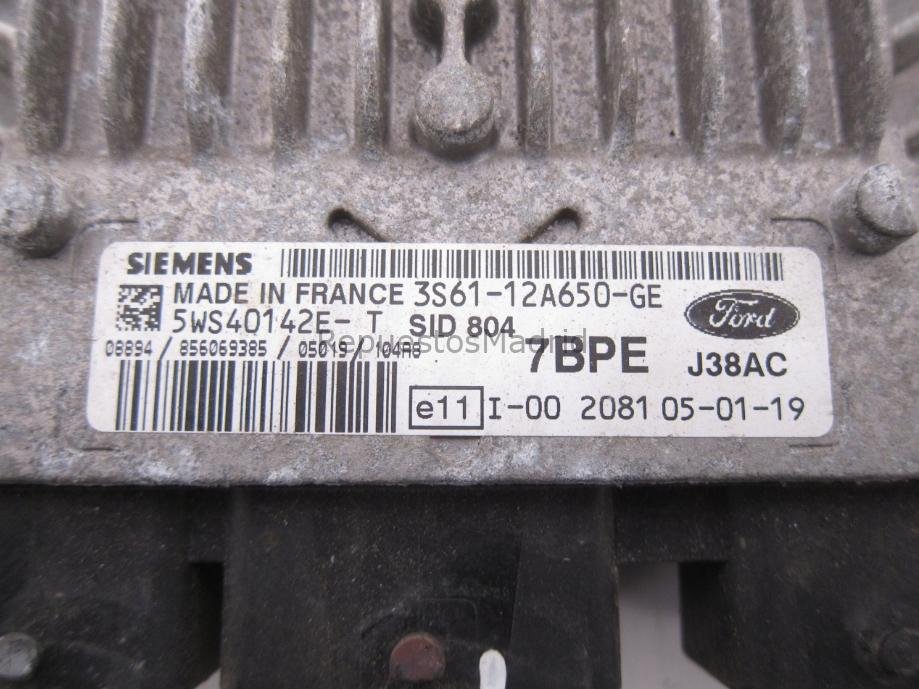 SIEMENS
MADE IN FRANCE 3S61-12A650-GE
5WS40142E- T SID 804
Ford
RepuestosMadrid
08894 / 856069385 / 05019 / 104A8
7BPE J38AC
e11 I-00 2081 05-01-19